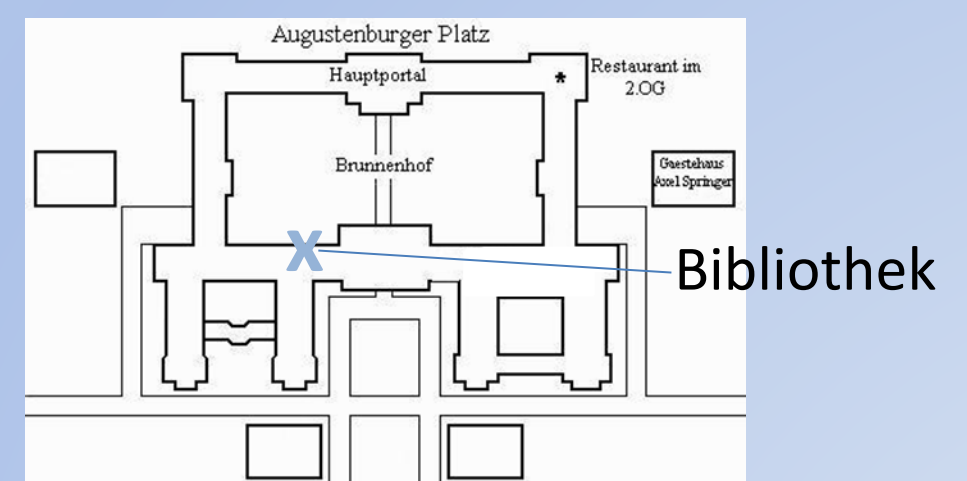 Augustenburger Platz
Hauptportal
*
Restaurant im
2.OG
Brunnenhof
Gaestehaus
Axel Springer
X
Bibliothek